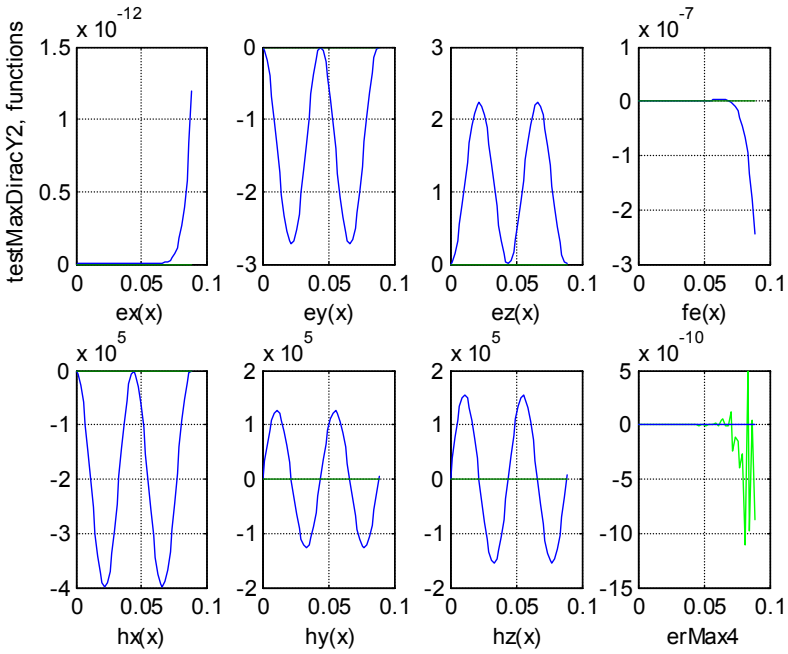 testMaxDiracY2, functions
x 10^-12
1.5
1
0.5
0
0 0.05 0.1
ex(x)
0
-1
-2
-3
0 0.05 0.1
ey(x)
3
2
1
0
0 0.05 0.1
ez(x)
x 10^-7
1
0
-1
-2
-3
0 0.05 0.1
fe(x)
x 10^5
0
-1
-2
-3
-4
0 0.05 0.1
hx(x)
x 10^5
2
1
0
-1
-2
0 0.05 0.1
hy(x)
x 10^5
2
1
0
-1
-2
0 0.05 0.1
hz(x)
x 10^-10
5
0
-5
-10
-15
0 0.05 0.1
erMax4